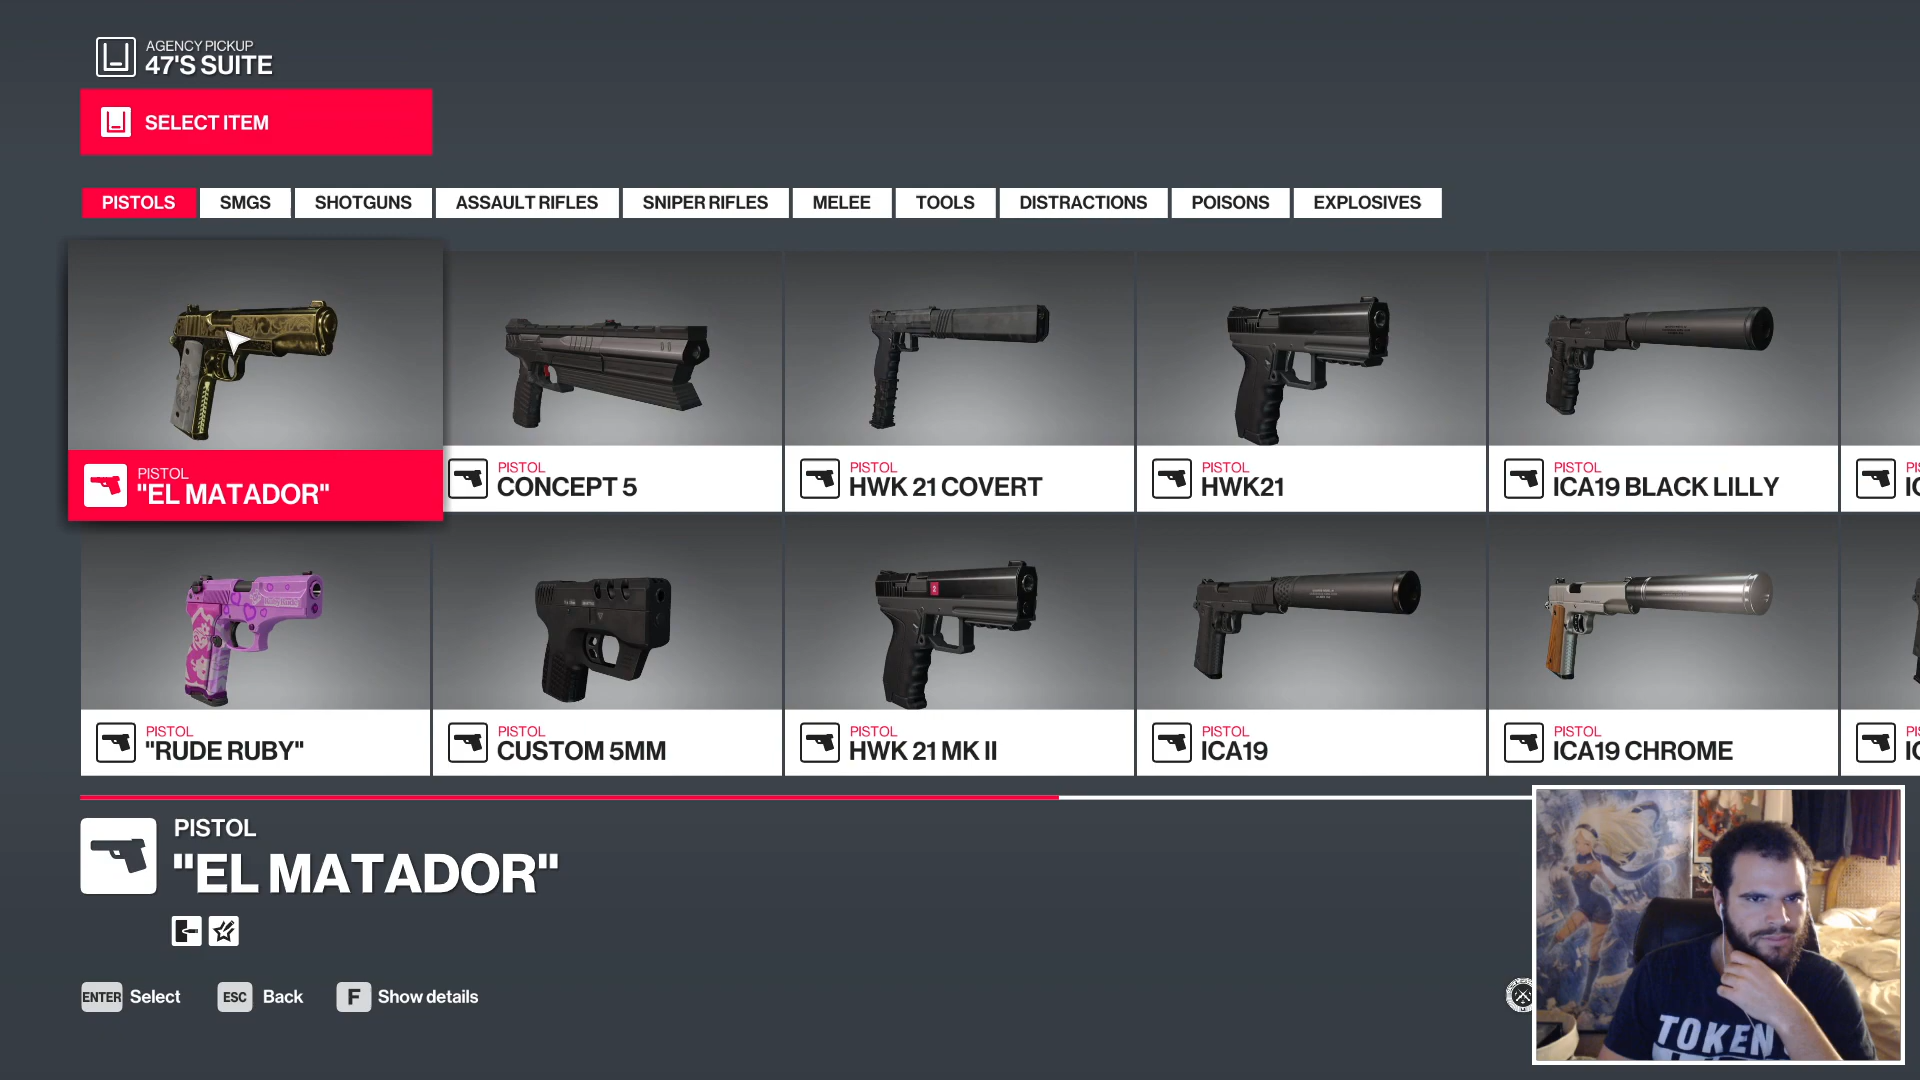 AGENCY PICKUP
47'S SUITE
SELECT ITEM
PISTOLS
SMGS
SHOTGUNS
ASSAULT RIFLES
SNIPER RIFLES
MELEE
TOOLS
DISTRACTIONS
POISONS
EXPLOSIVES
PISTOL
"EL MATADOR"
PISTOL
CONCEPT 5
PISTOL
HWK 21 COVERT
PISTOL
HWK21
PISTOL
ICA19 BLACK LILLY
PISTOL
"RUDE RUBY"
PISTOL
CUSTOM 5MM
PISTOL
HWK 21 MK II
PISTOL
ICA19
PISTOL
ICA19 CHROME
PISTOL
"EL MATADOR"
ENTER Select
ESC Back
F Show details
TOKEN